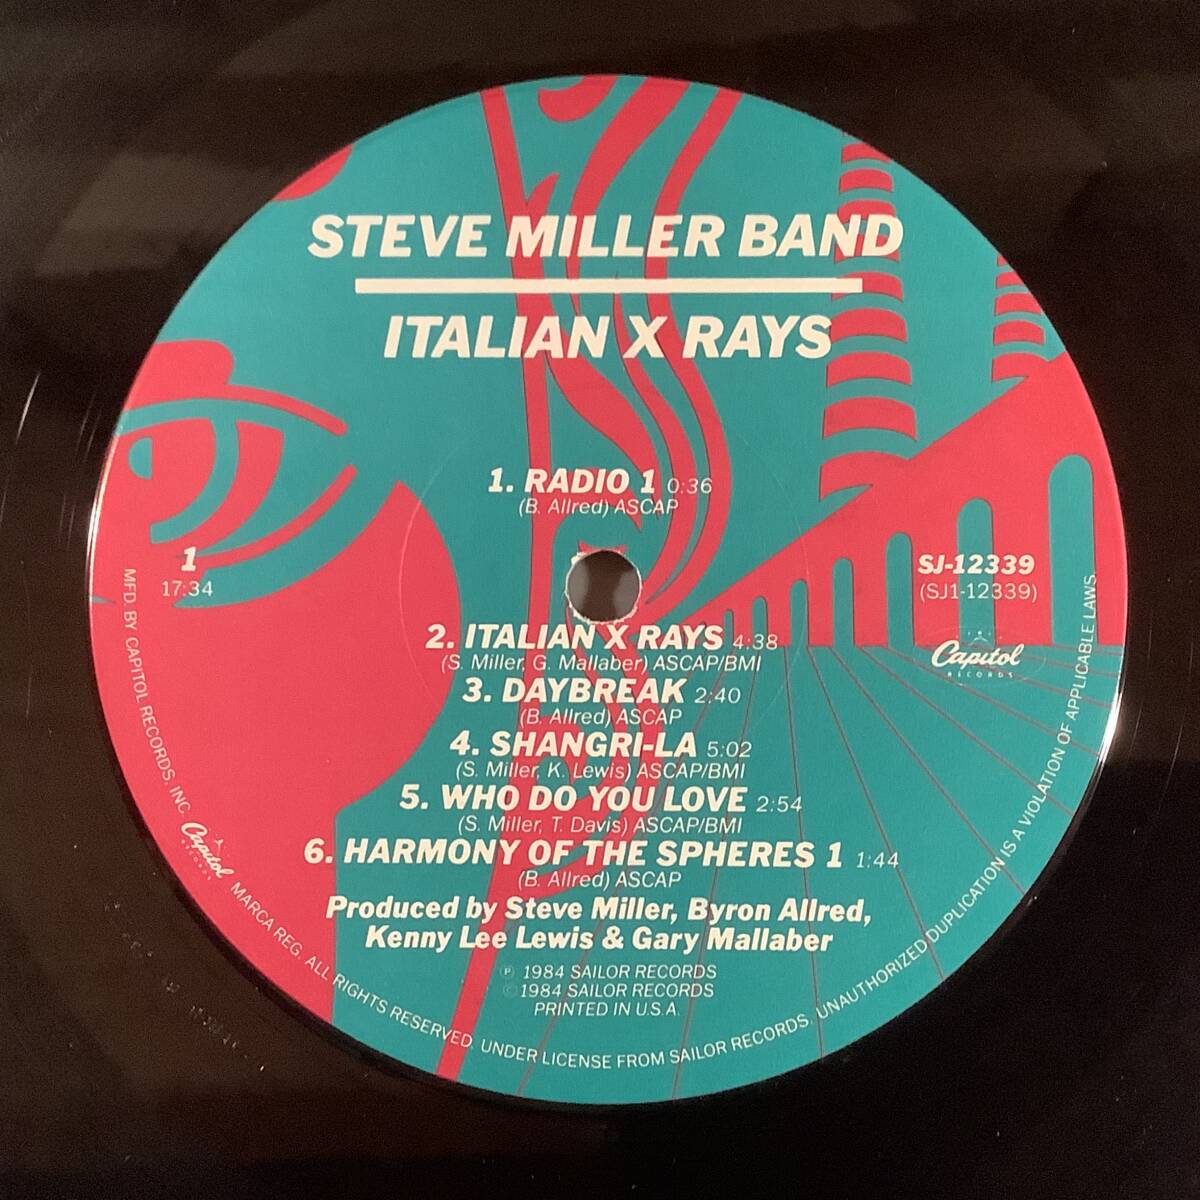 STEVE MILLER BAND
ITALIAN X RAYS
1. RADIO 1 0:36
(B. Allred) ASCAP
1
17:34
SJ-12339
(SJ1-12339)
Capitol
RECORDS
2. ITALIAN X RAYS 4:38
(S. Miller, G. Mallaber) ASCAP/BMI
3. DAYBREAK 2:40
(B. Allred) ASCAP
4. SHANGRI-LA 5:02
(S. Miller, K. Lewis) ASCAP/BMI
5. WHO DO YOU LOVE 2:54
(S. Miller, T. Davis) ASCAP/BMI
6. HARMONY OF THE SPHERES 1 1:44
(B. Allred) ASCAP
Produced by Steve Miller, Byron Allred,
Kenny Lee Lewis & Gary Mallaber
℗ 1984 SAILOR RECORDS
© 1984 SAILOR RECORDS
PRINTED IN U.S.A.
MFD. BY CAPITOL RECORDS, INC. Capitol RECORDS MARCA REG. ALL RIGHTS RESERVED. UNDER LICENSE FROM SAILOR RECORDS. UNAUTHORIZED DUPLICATION IS A VIOLATION OF APPLICABLE LAWS.